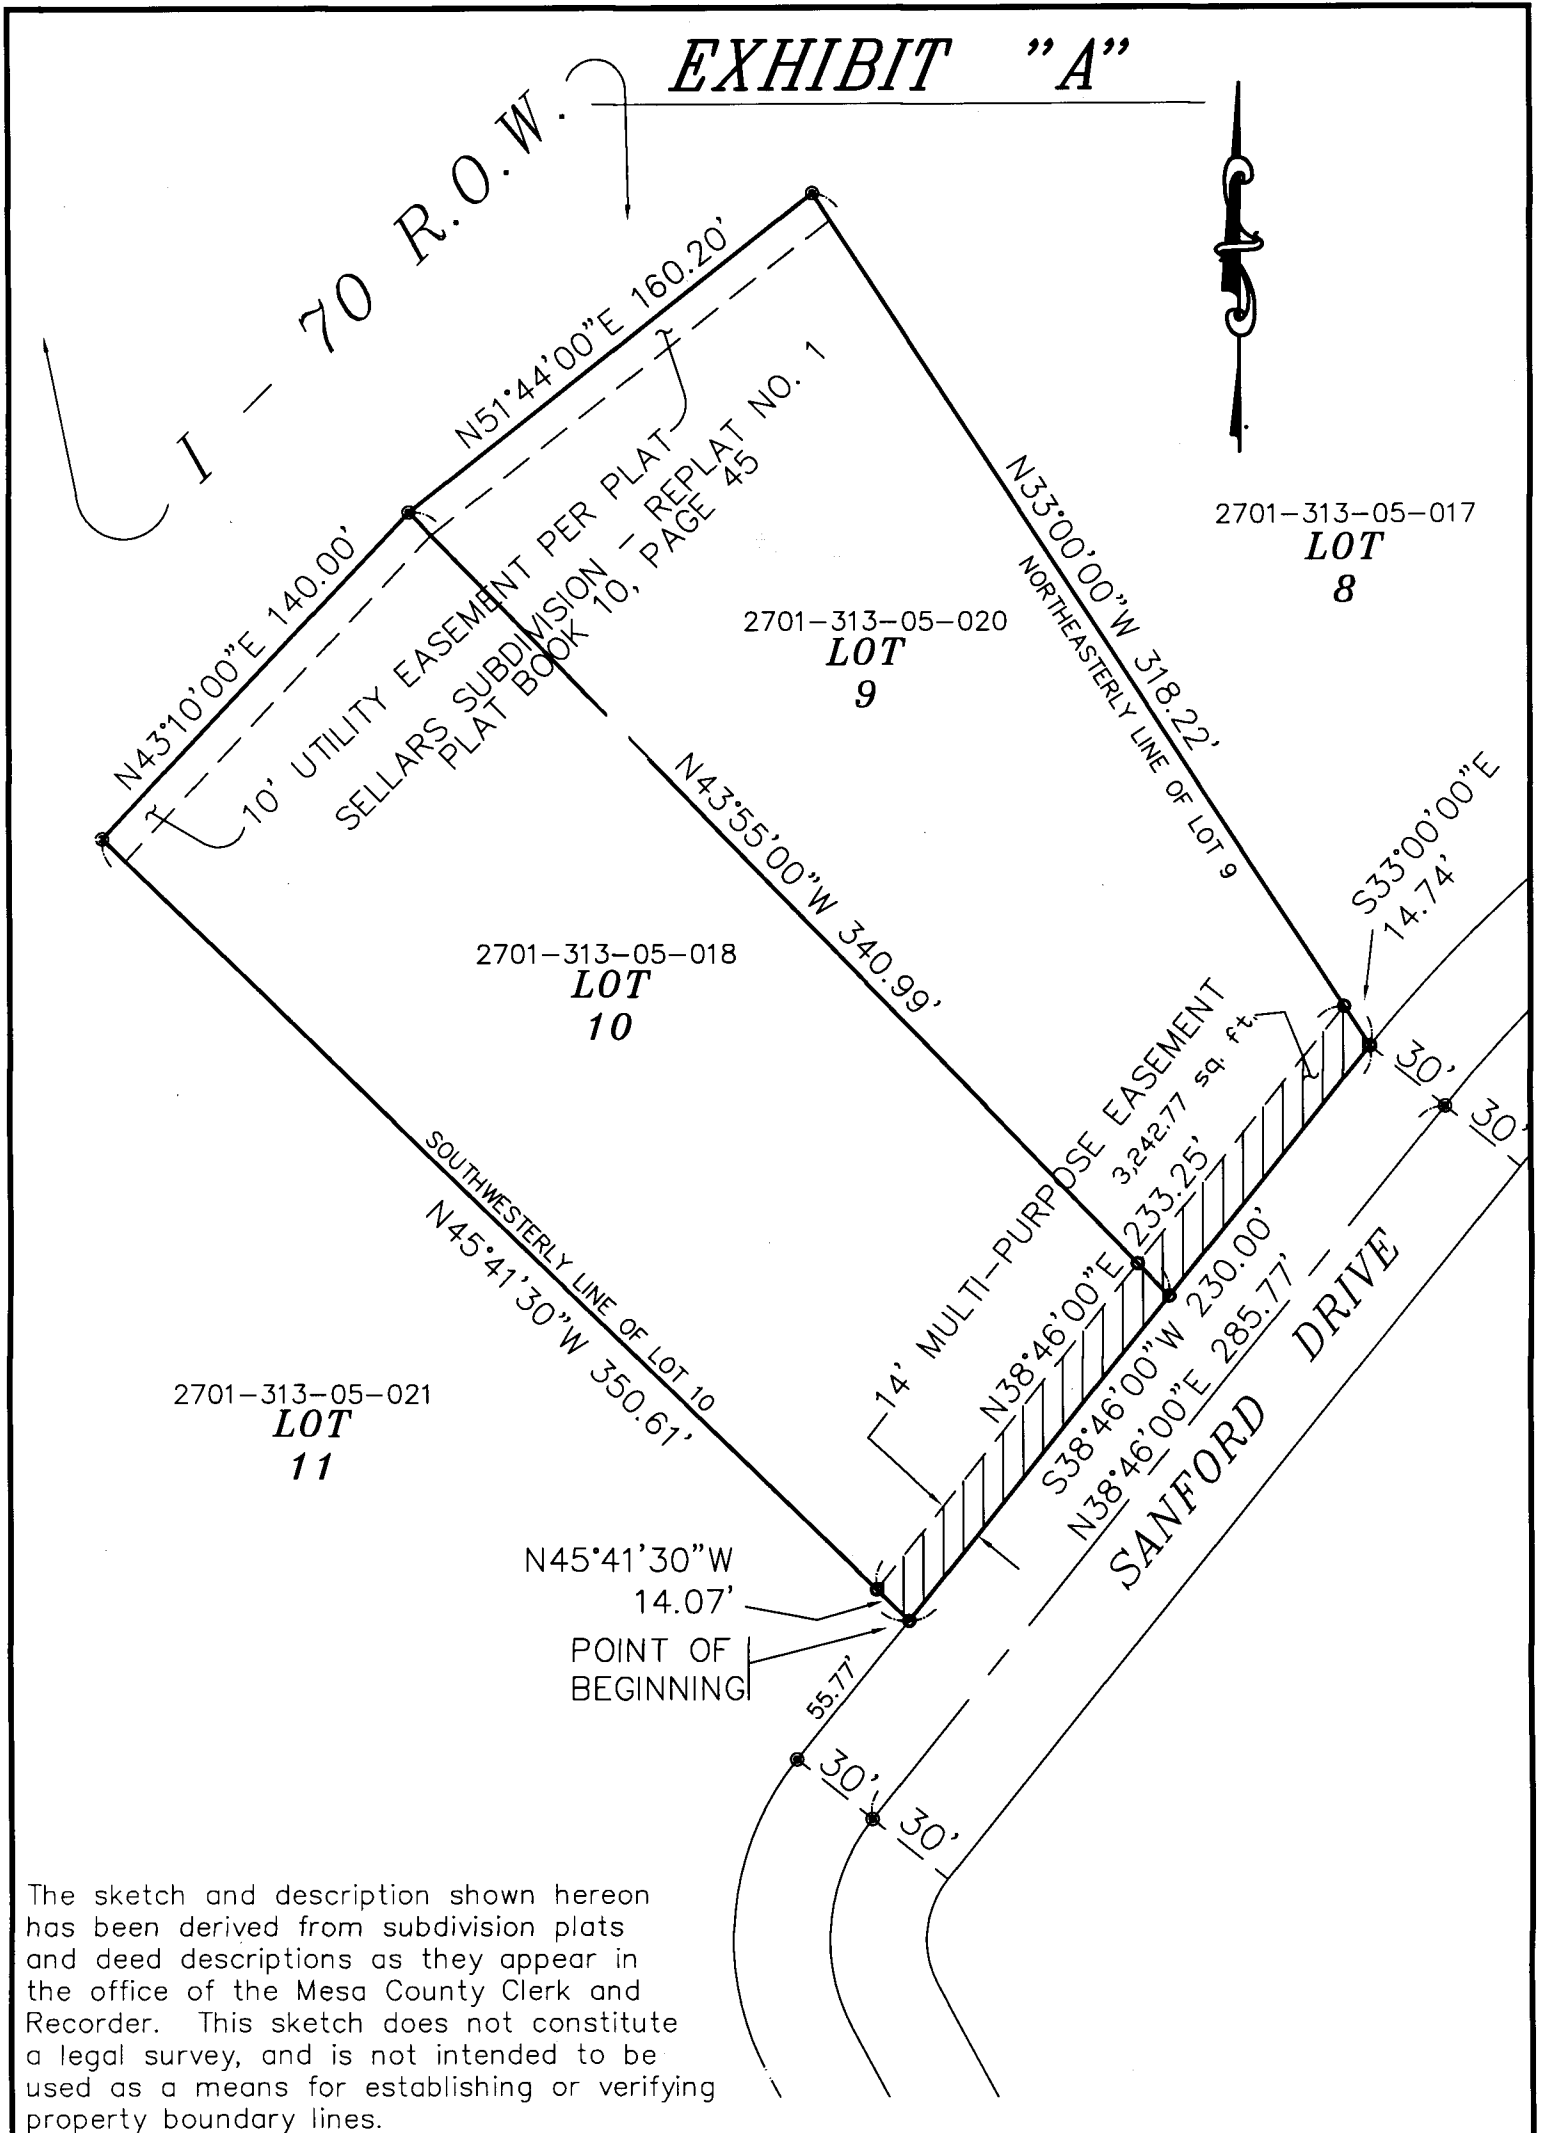 EXHIBIT "A"
I - 70 R.O.W.
N51°44'00"E 160.20'
N43°10'00"E 140.00'
10' UTILITY EASEMENT PER PLAT
SELLARS SUBDIVISION - REPLAT NO. 1
PLAT BOOK 10, PAGE 45
N33°00'00"W 318.22'
NORTHEASTERLY LINE OF LOT 9
2701-313-05-017
LOT
8
2701-313-05-020
LOT
9
N43°55'00"W 340.99'
S33°00'00"E
14.74'
2701-313-05-018
LOT
10
SOUTHWESTERLY LINE OF LOT 10
N45°41'30"W 350.61'
2701-313-05-021
LOT
11
14' MULTI-PURPOSE EASEMENT
3,242.77 sq. ft.
N38°46'00"E 233.25'
S38°46'00"W 230.00'
N38°46'00"E 285.77'
SANFORD DRIVE
30'
30'
N45°41'30"W
14.07'
POINT OF
BEGINNING
55.77'
30'
30'
The sketch and description shown hereon
has been derived from subdivision plats
and deed descriptions as they appear in
the office of the Mesa County Clerk and
Recorder. This sketch does not constitute
a legal survey, and is not intended to be
used as a means for establishing or verifying
property boundary lines.